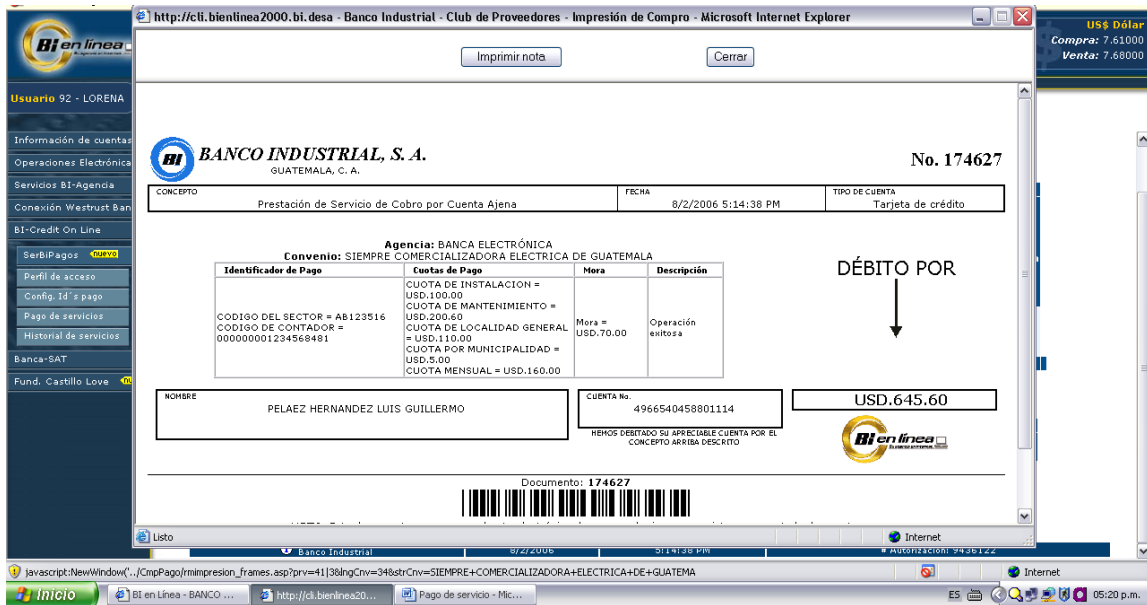 http://cli.bienlinea2000.bi.desa - Banco Industrial - Club de Proveedores - Impresión de Compro - Microsoft Internet Explorer
US$ Dólar
Compra: 7.61000
Venta: 7.68000
Bi en línea
Imprimir nota
Cerrar
Usuario 92 - LORENA
Información de cuentas
Operaciones Electrónica
Servicios BI-Agencia
Conexión Westrust Ban
BI-Credit On Line
SerBiPagos nuevo
Perfil de acceso
Config. Id´s pago
Pago de servicios
Historial de servicios
Banca-SAT
Fund. Castillo Love
BI
BANCO INDUSTRIAL, S. A.
GUATEMALA, C. A.
No. 174627
CONCEPTO
Prestación de Servicio de Cobro por Cuenta Ajena
FECHA
8/2/2006 5:14:38 PM
TIPO DE CUENTA
Tarjeta de crédito
Agencia: BANCA ELECTRÓNICA
Convenio: SIEMPRE COMERCIALIZADORA ELECTRICA DE GUATEMALA
Identificador de Pago
Cuotas de Pago
Mora
Descripción
CODIGO DEL SECTOR = AB123516
CODIGO DE CONTADOR =
000000001234568481
CUOTA DE INSTALACION =
USD.100.00
CUOTA DE MANTENIMIENTO =
USD.200.60
CUOTA DE LOCALIDAD GENERAL
= USD.110.00
CUOTA POR MUNICIPALIDAD =
USD.5.00
CUOTA MENSUAL = USD.160.00
Mora =
USD.70.00
Operación
exitosa
DÉBITO POR
NOMBRE
PELAEZ HERNANDEZ LUIS GUILLERMO
CUENTA No.
4966540458801114
HEMOS DEBITADO SU APRECIABLE CUENTA POR EL
CONCEPTO ARRIBA DESCRITO
USD.645.60
Bi en línea
Documento: 174627
Listo
Internet
Banco Industrial
8/2/2006
5:14:38 PM
# Autorización: 9436122
javascript:NewWindow('../CmpPago/rmimpresion_frames.asp?prv=41|38&lngCnv=34&strCnv=SIEMPRE+COMERCIALIZADORA+ELECTRICA+DE+GUATEMA
Internet
Inicio
BI en Línea - BANCO ...
http://cli.bienlinea20...
Pago de servicio - Mic...
ES
05:20 p.m.